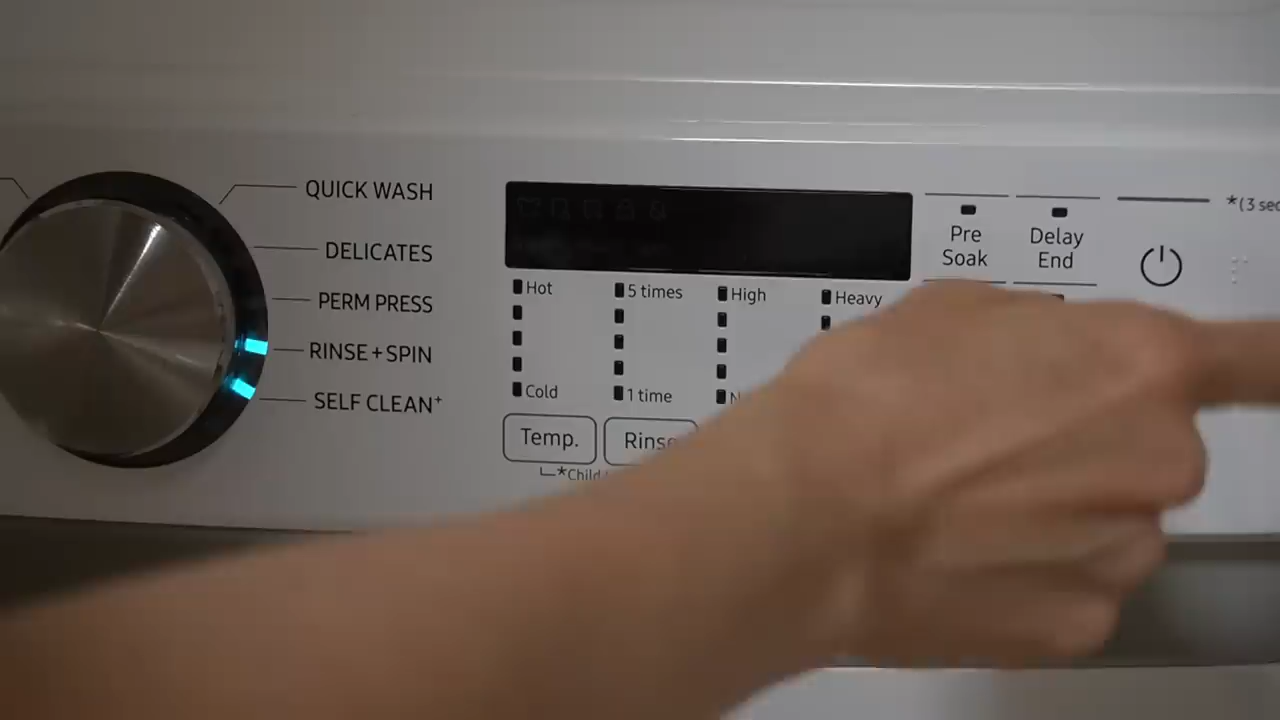 QUICK WASH
DELICATES
PERM PRESS
RINSE + SPIN
SELF CLEAN+
Hot
5 times
High
Heavy
Cold
1 time
Temp.
*Child
Pre
Soak
Delay
End
*(3 sec